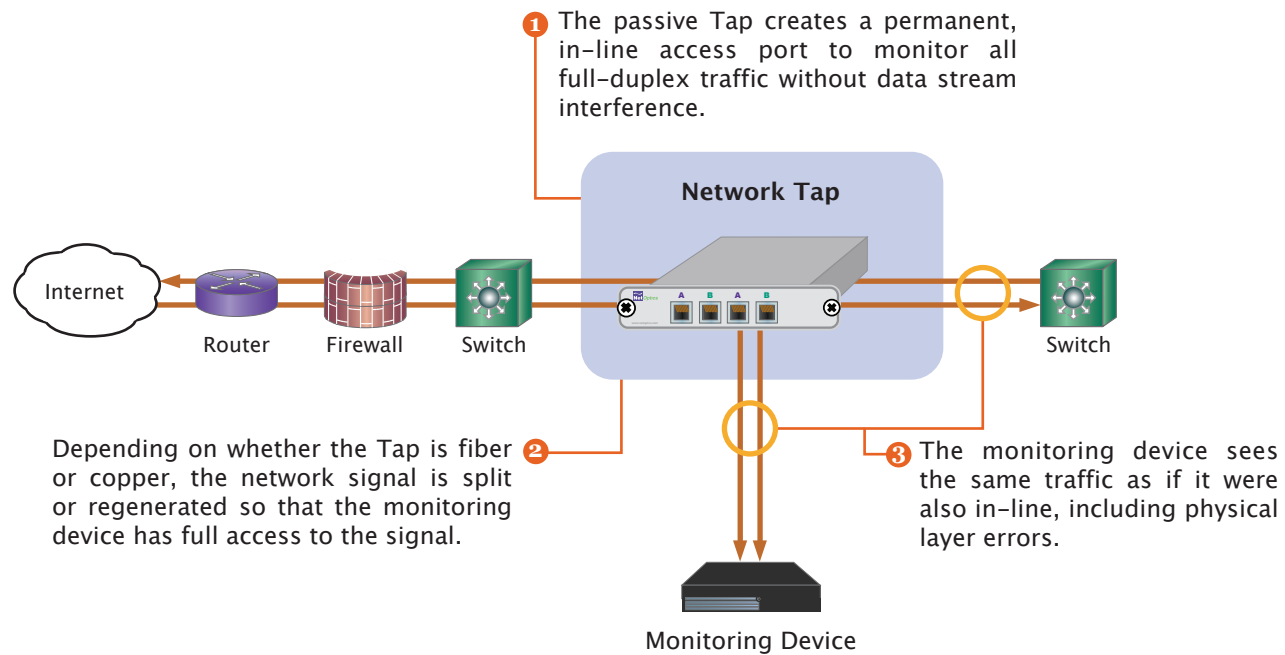 1 The passive Tap creates a permanent,
in-line access port to monitor all
full-duplex traffic without data stream
interference.
Network Tap
Internet
Router
Firewall
Switch
Net Optics
A B A B
Switch
Depending on whether the Tap is fiber 2
or copper, the network signal is split
or regenerated so that the monitoring
device has full access to the signal.
3 The monitoring device sees
the same traffic as if it were
also in-line, including physical
layer errors.
Monitoring Device